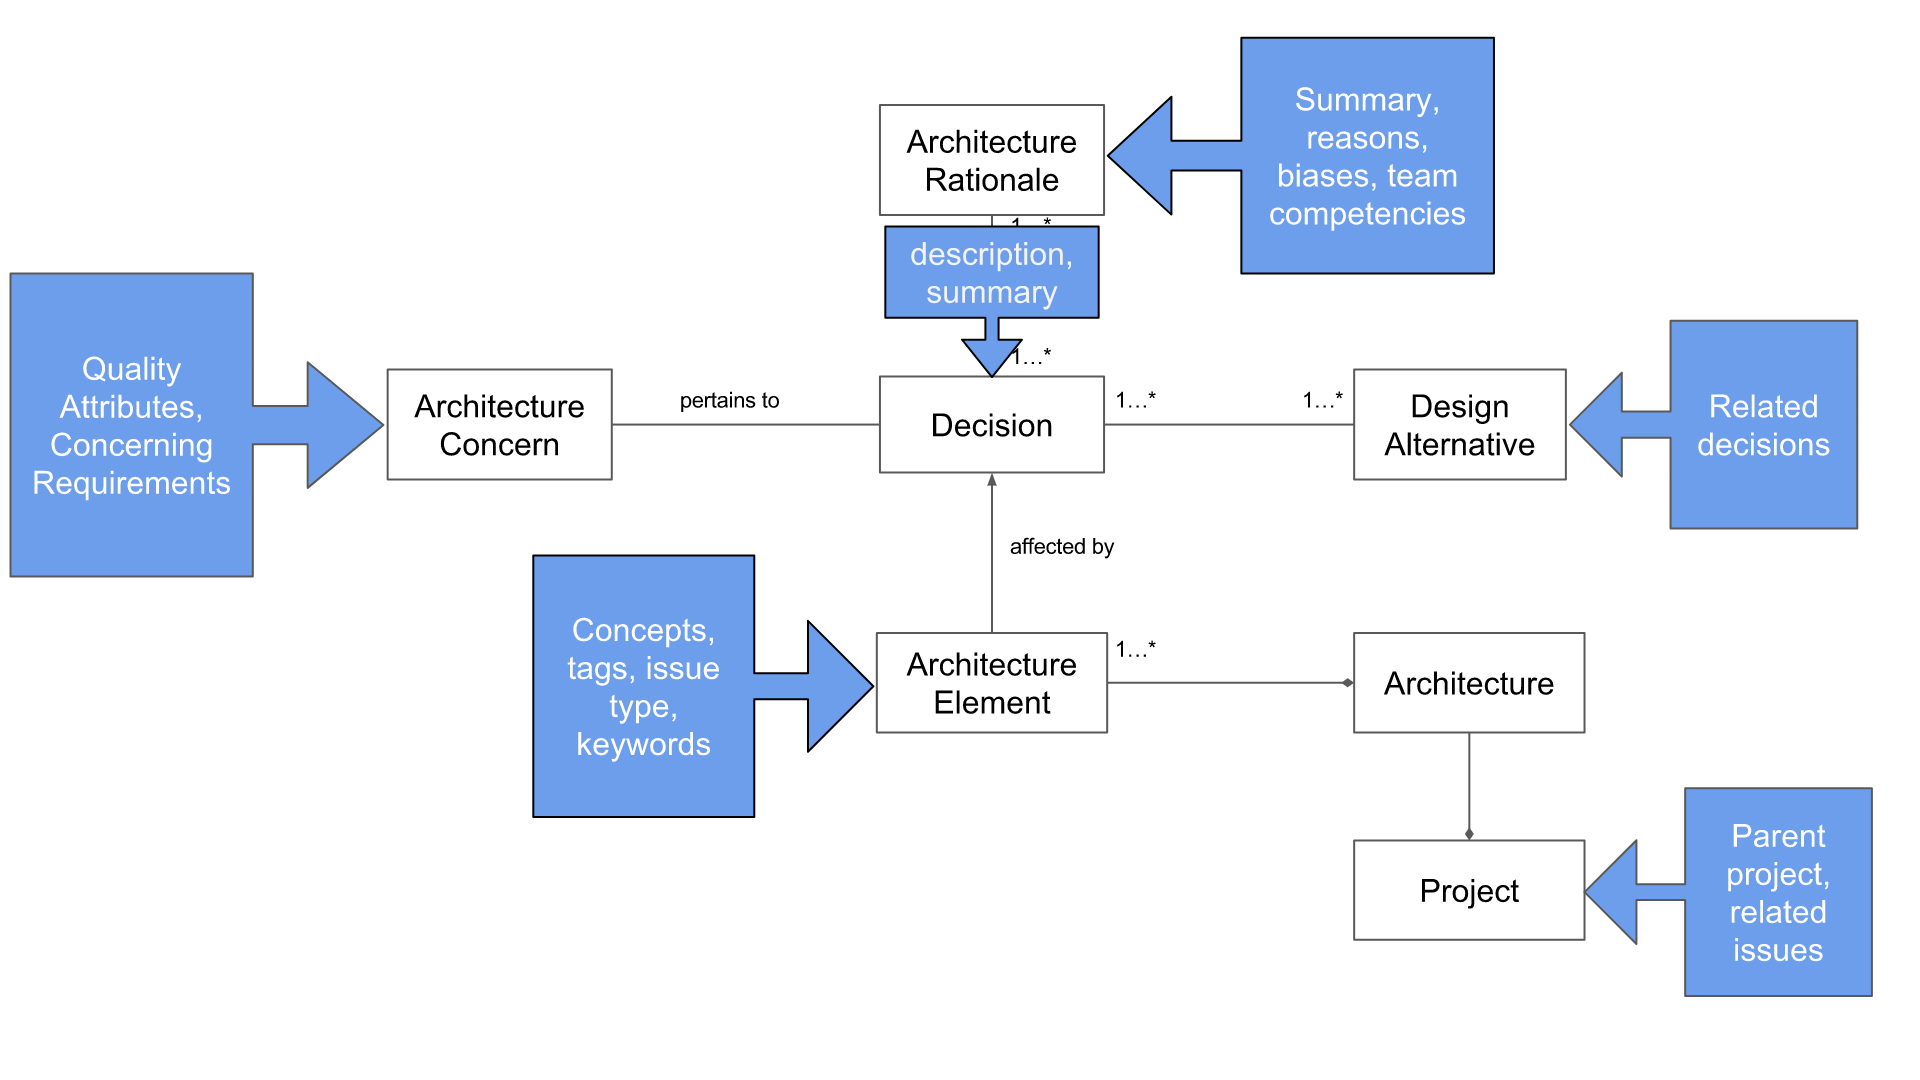 Summary,
reasons,
biases, team
competencies
Architecture
Rationale
1...*
description,
summary
1...*
Quality
Attributes,
Concerning
Requirements
Architecture
Concern
pertains to
Decision
1...*
1...*
Design
Alternative
Related
decisions
affected by
Concepts,
tags, issue
type,
keywords
Architecture
Element
1...*
Architecture
Project
Parent
project,
related
issues